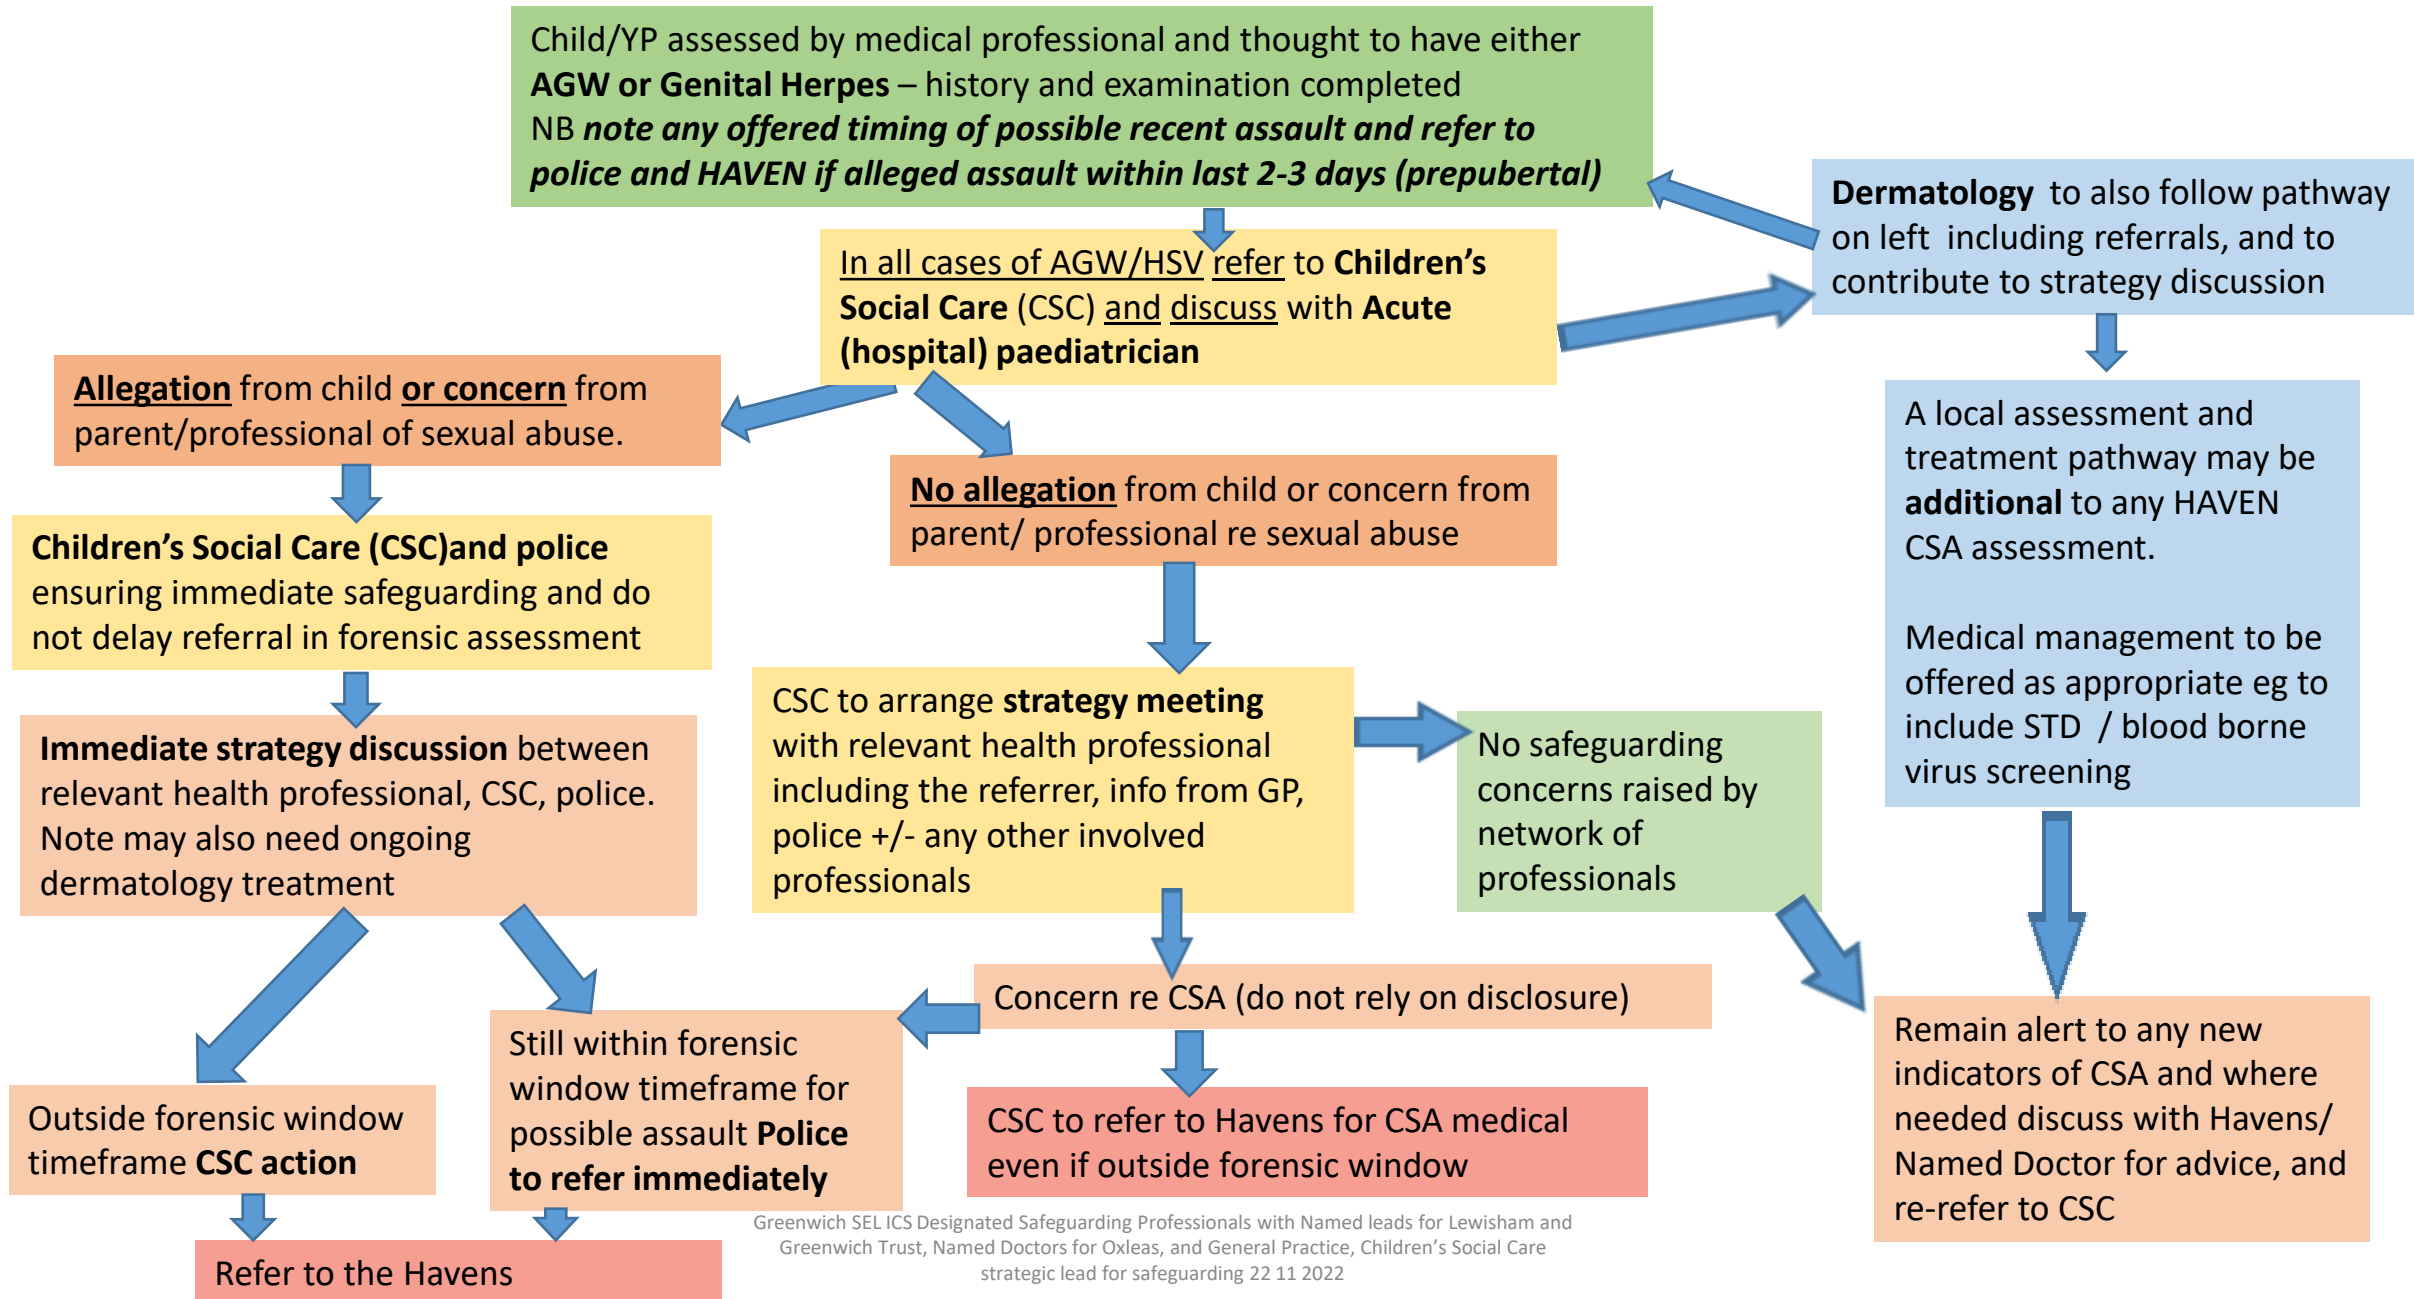 Child/YP assessed by medical professional and thought to have either
AGW or Genital Herpes – history and examination completed
NB note any offered timing of possible recent assault and refer to
police and HAVEN if alleged assault within last 2-3 days (prepubertal)
Dermatology to also follow pathway
on left including referrals, and to
contribute to strategy discussion
In all cases of AGW/HSV refer to Children’s
Social Care (CSC) and discuss with Acute
(hospital) paediatrician
Allegation from child or concern from
parent/professional of sexual abuse.
No allegation from child or concern from
parent/ professional re sexual abuse
A local assessment and
treatment pathway may be
additional to any HAVEN
CSA assessment.
Medical management to be
offered as appropriate eg to
include STD / blood borne
virus screening
Children’s Social Care (CSC)and police
ensuring immediate safeguarding and do
not delay referral in forensic assessment
CSC to arrange strategy meeting
with relevant health professional
including the referrer, info from GP,
police +/- any other involved
professionals
No safeguarding
concerns raised by
network of
professionals
Immediate strategy discussion between
relevant health professional, CSC, police.
Note may also need ongoing
dermatology treatment
Concern re CSA (do not rely on disclosure)
Still within forensic
window timeframe for
possible assault Police
to refer immediately
Outside forensic window
timeframe CSC action
CSC to refer to Havens for CSA medical
even if outside forensic window
Remain alert to any new
indicators of CSA and where
needed discuss with Havens/
Named Doctor for advice, and
re-refer to CSC
Refer to the Havens
Greenwich SEL ICS Designated Safeguarding Professionals with Named leads for Lewisham and
Greenwich Trust, Named Doctors for Oxleas, and General Practice, Children’s Social Care
strategic lead for safeguarding 22 11 2022